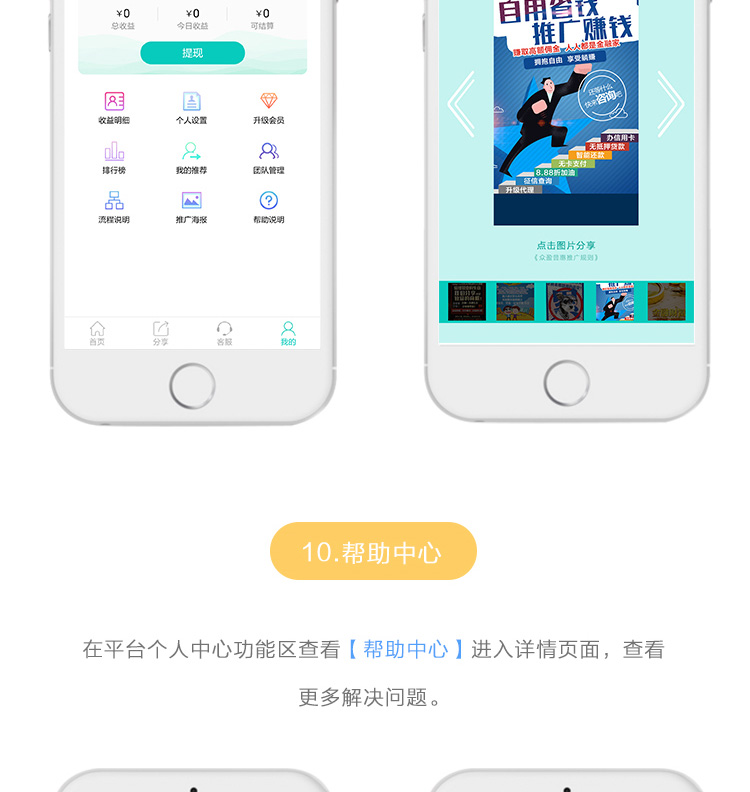 ¥0 ¥0 ¥0
总收益 今日收益 可结算
提现
收益明细 个人设置 升级会员
排行榜 我的推荐 团队管理
流程说明 推广海报 帮助说明
首页 分享 客服 我的
自用省钱
推广赚钱
赚取高额佣金 人人都是金融家
拥抱自由 享受躺赚
还等什么
快来咨询吧
办信用卡
无抵押贷款
智能还款
无卡支付
8.88折加油
征信查询
升级代理
点击图片分享
《众盈普惠推广规则》
10.帮助中心
在平台个人中心功能区查看【帮助中心】进入详情页面，查看
更多解决问题。